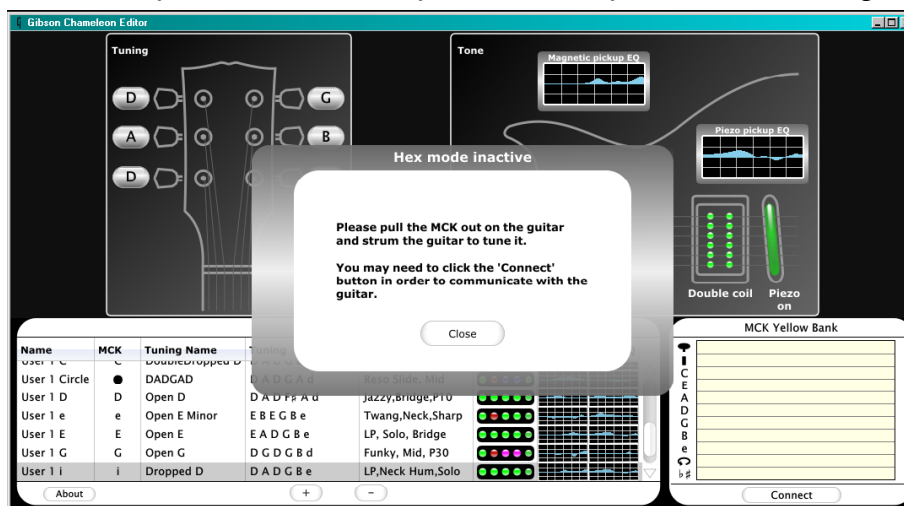 Gibson Chameleon Editor
Tuning
Tone
Magnetic pickup EQ
D G
A B
D
Piezo pickup EQ
Hex mode inactive
Please pull the MCK out on the guitar
and strum the guitar to tune it.
You may need to click the 'Connect'
button in order to communicate with the
guitar.
Close
Double coil
Piezo
on
MCK Yellow Bank
Name MCK Tuning Name Tuning
User 1 C C DoubleDropped D
User 1 Circle DADGAD D A D G A d Reso Slide, Mid
User 1 D D Open D D A D F# A d Jazzy,Bridge,P10
User 1 e e Open E Minor E B E G B e Twang,Neck,Sharp
User 1 E E Open E E A D G B e LP, Solo, Bridge
User 1 G G Open G D G D G B d Funky, Mid, P30
User 1 i i Dropped D D A D G B e LP,Neck Hum,Solo
I
C
E
A
D
G
B
e
♭#
About + - Connect